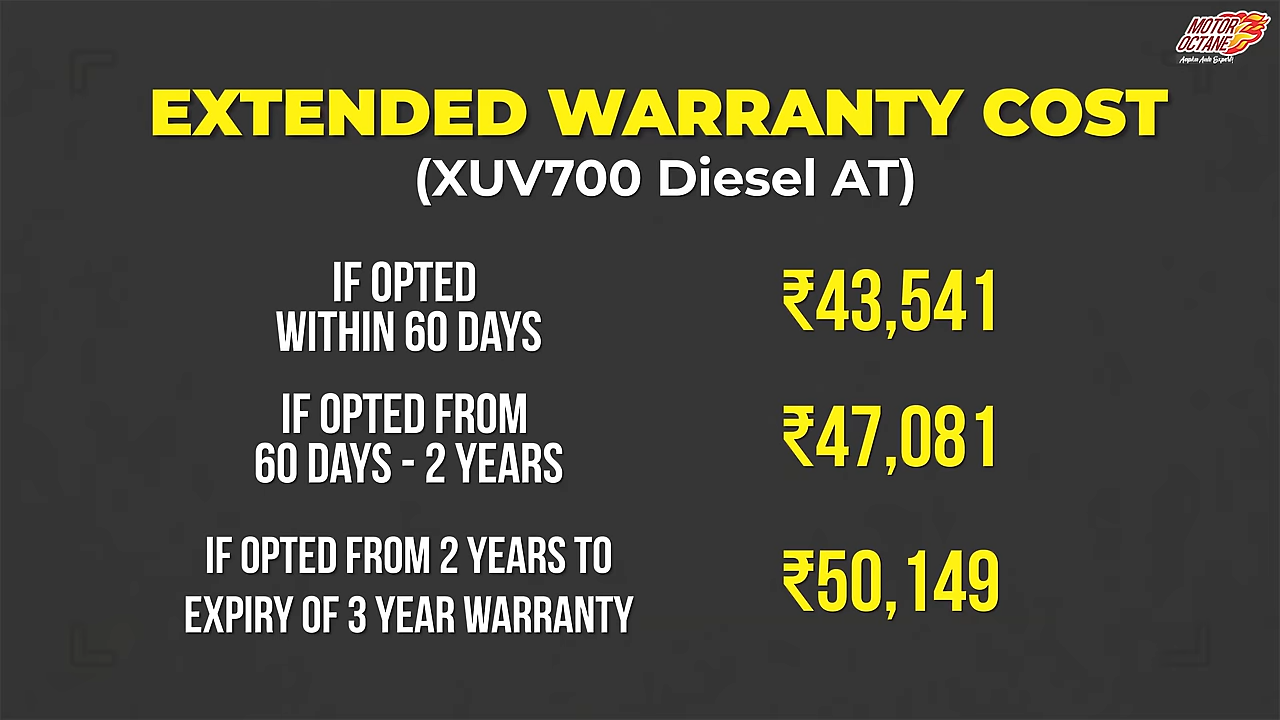 MOTOR
OCTANE
EXTENDED WARRANTY COST
(XUV700 Diesel AT)
IF OPTED
WITHIN 60 DAYS
₹43,541
IF OPTED FROM
60 DAYS - 2 YEARS
₹47,081
IF OPTED FROM 2 YEARS TO
EXPIRY OF 3 YEAR WARRANTY
₹50,149